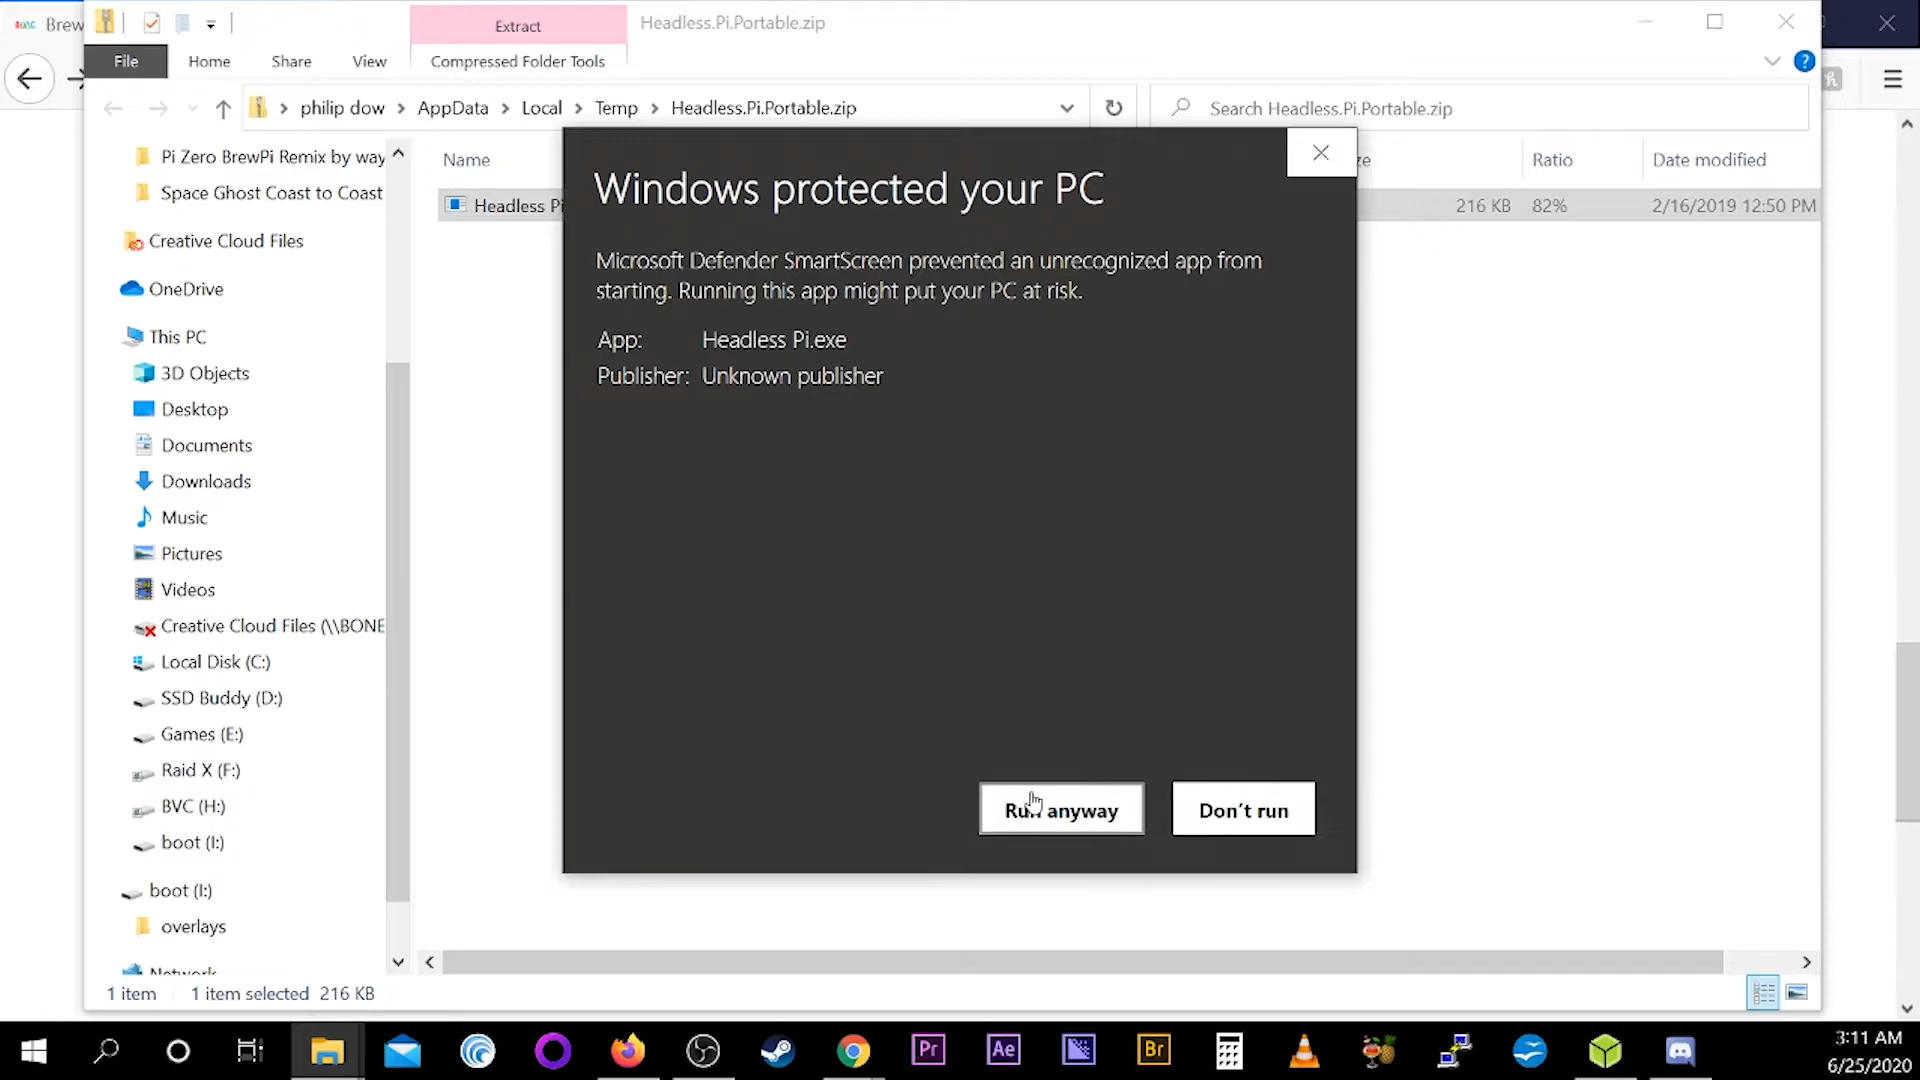 Brew
Extract
Headless.Pi.Portable.zip
File
Home
Share
View
Compressed Folder Tools
philip dow
AppData
Local
Temp
Headless.Pi.Portable.zip
Search Headless.Pi.Portable.zip
Pi Zero BrewPi Remix by way
Space Ghost Coast to Coast
Creative Cloud Files
OneDrive
This PC
3D Objects
Desktop
Documents
Downloads
Music
Pictures
Videos
Creative Cloud Files (\\BONE
Local Disk (C:)
SSD Buddy (D:)
Games (E:)
Raid X (F:)
BVC (H:)
boot (I:)
boot (I:)
overlays
Network
Name
ze
Ratio
Date modified
Headless Pi
216 KB
82%
2/16/2019 12:50 PM
Windows protected your PC
Microsoft Defender SmartScreen prevented an unrecognized app from
starting. Running this app might put your PC at risk.
App: Headless Pi.exe
Publisher: Unknown publisher
Run anyway
Don't run
1 item
1 item selected 216 KB
Pr
Ae
Br
3:11 AM
6/25/2020